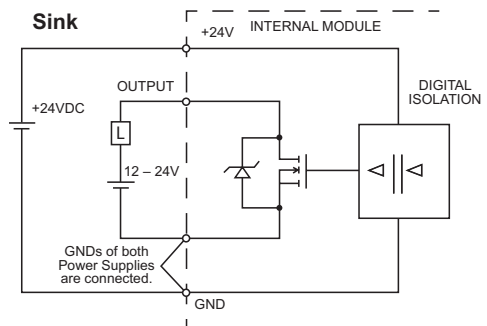 Sink
+24V
INTERNAL MODULE
OUTPUT
DIGITAL
ISOLATION
+24VDC
L
12 – 24V
GNDs of both
Power Supplies
are connected.
GND